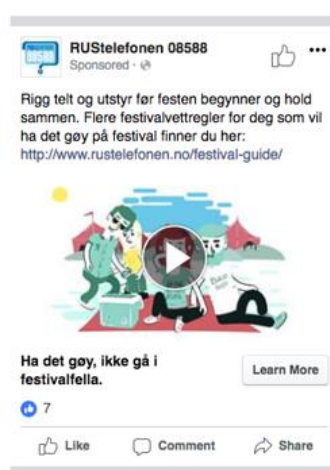 RUStelefonen 08588
Sponsored ·
Rigg telt og utstyr før festen begynner og hold
sammen. Flere festivalvettregler for deg som vil
ha det gøy på festival finner du her:
http://www.rustelefonen.no/festival-guide/
Ha det gøy, ikke gå i
festivalfella.
Learn More
7
Like Comment Share